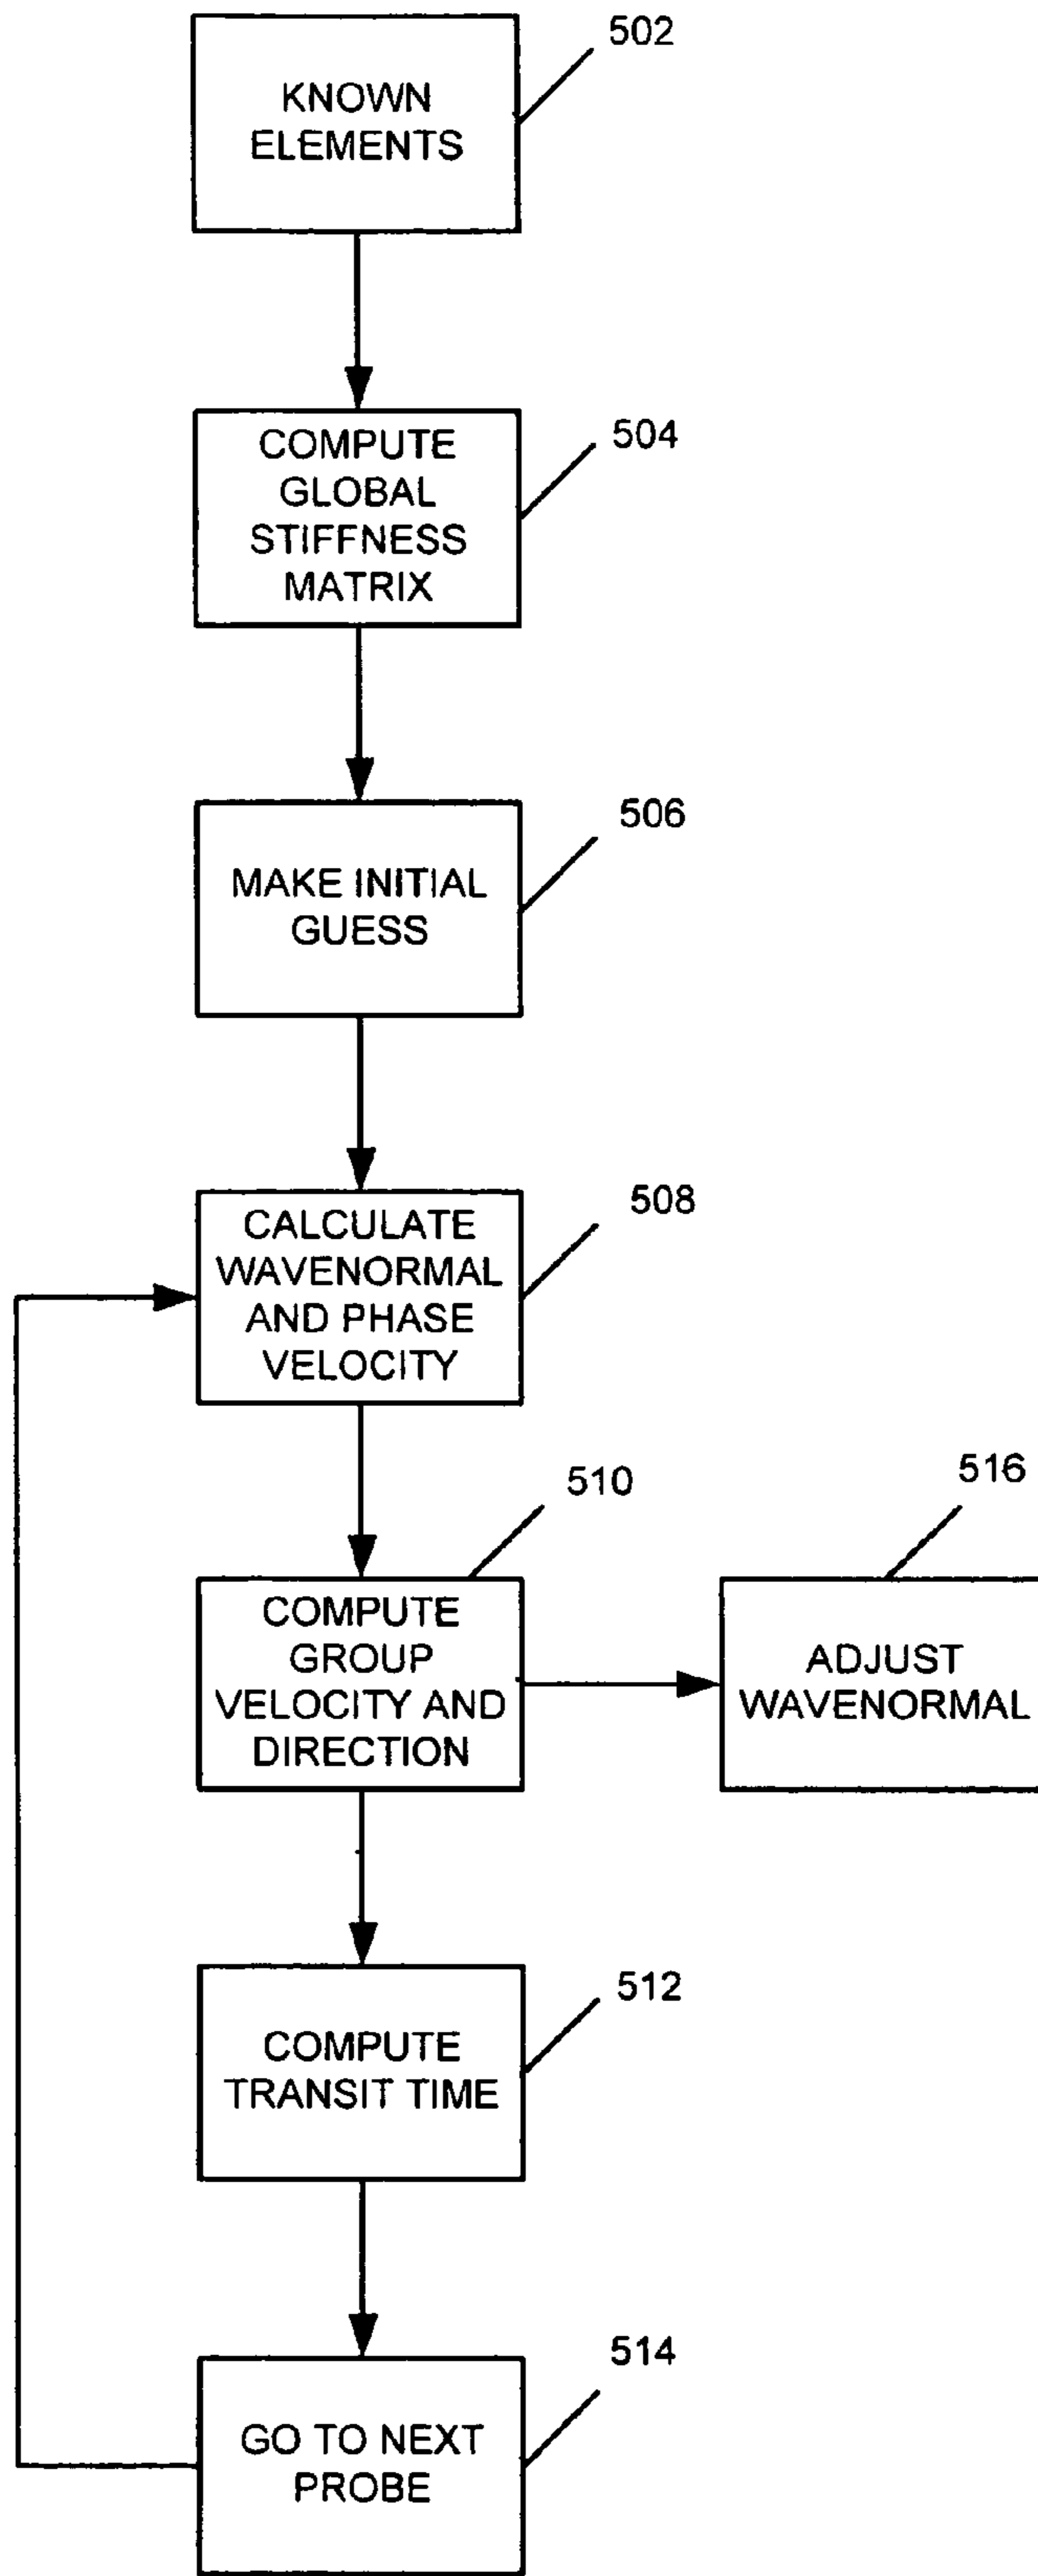 502
KNOWN
ELEMENTS
504
COMPUTE
GLOBAL
STIFFNESS
MATRIX
506
MAKE INITIAL
GUESS
508
CALCULATE
WAVENORMAL
AND PHASE
VELOCITY
510
516
COMPUTE
GROUP
VELOCITY AND
DIRECTION
ADJUST
WAVENORMAL
512
COMPUTE
TRANSIT TIME
514
GO TO NEXT
PROBE